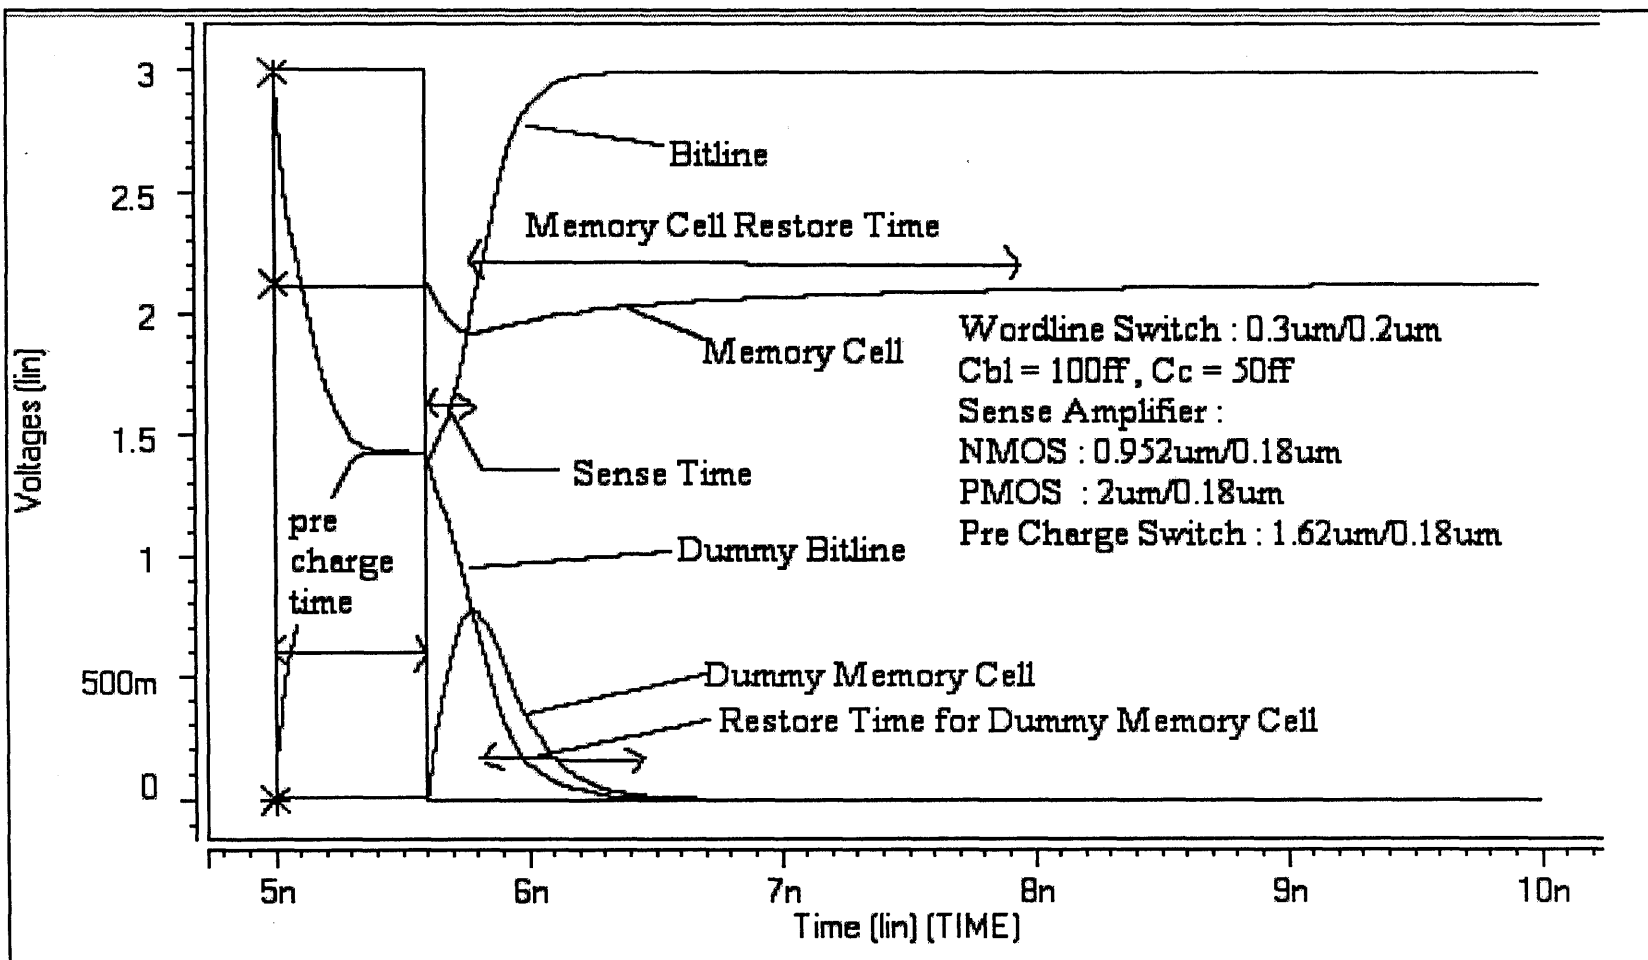 3
Bitline
2.5
Memory Cell Restore Time
2
Wordline Switch : 0.3um/0.2um
Memory Cell
Cbl = 100ff, Cc = 50ff
Sense Amplifier :
1.5
NMOS : 0.952um/0.18um
Sense Time
PMOS : 2um/0.18um
Pre Charge Switch : 1.62um/0.18um
Voltages (lin)
pre
charge
time
Dummy Bitline
1
500m
Dummy Memory Cell
Restore Time for Dummy Memory Cell
0
5n 6n 7n 8n 9n 10n
Time (lin) (TIME)